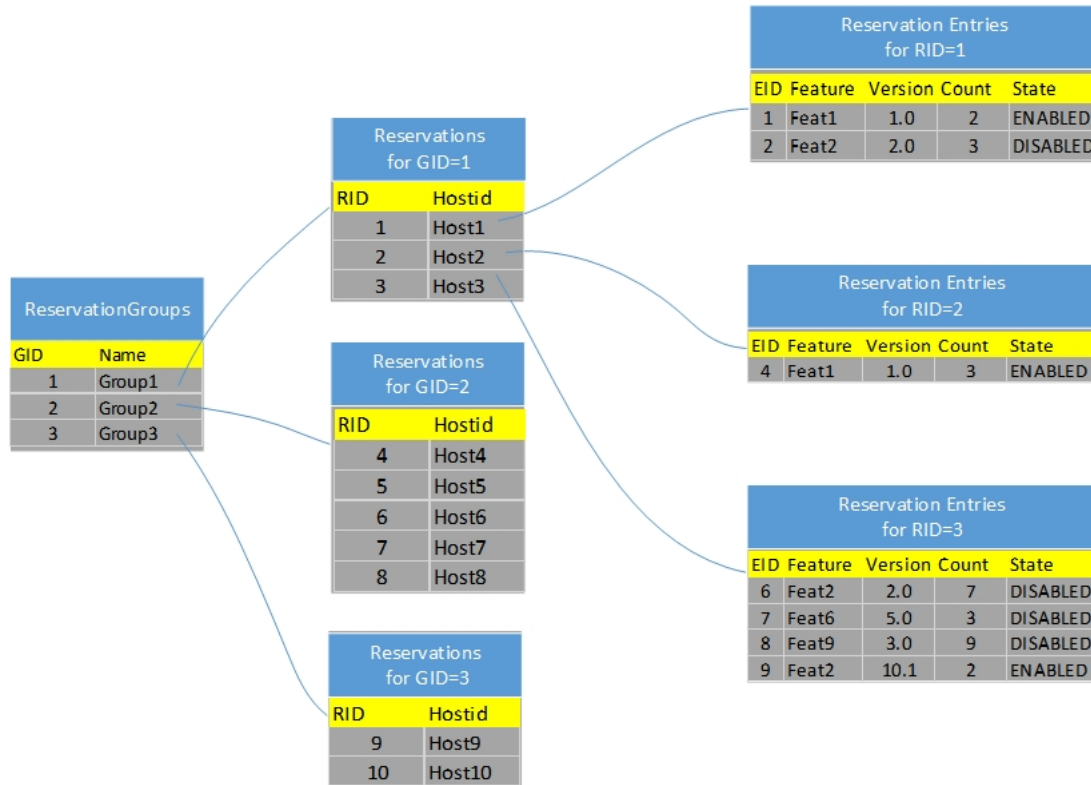 ReservationGroups
GID Name
1 Group1
2 Group2
3 Group3
Reservations
for GID=1
RID Hostid
1 Host1
2 Host2
3 Host3
Reservations
for GID=2
RID Hostid
4 Host4
5 Host5
6 Host6
7 Host7
8 Host8
Reservations
for GID=3
RID Hostid
9 Host9
10 Host10
Reservation Entries
for RID=1
EID Feature Version Count State
1 Feat1 1.0 2 ENABLED
2 Feat2 2.0 3 DISABLED
Reservation Entries
for RID=2
EID Feature Version Count State
4 Feat1 1.0 3 ENABLED
Reservation Entries
for RID=3
EID Feature Version Count State
6 Feat2 2.0 7 DISABLED
7 Feat6 5.0 3 DISABLED
8 Feat9 3.0 9 DISABLED
9 Feat2 10.1 2 ENABLED